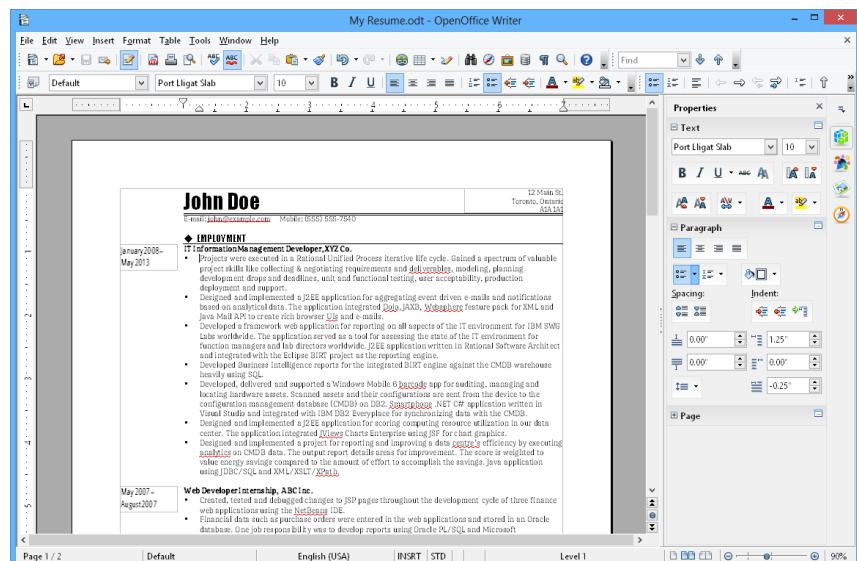 My Resume.odt - OpenOffice Writer
File Edit View Insert Format Table Tools Window Help
Find
Default Port Lligat Slab 10
Properties
Text
Port Lligat Slab 10
Paragraph
Spacing: Indent:
0.00" 1.25"
0.00" 0.00"
-0.25"
Page
John Doe
12 Main St.
Toronto, Ontario
A1A 1A1
E-mail: john@example.com Mobile: (555) 555-7540
EMPLOYMENT
January 2008–
May 2013
IT Information Management Developer, XYZ Co.
Projects were executed in a Rational Unified Process iterative life cycle. Gained a spectrum of valuable
project skills like collecting & negotiating requirements and deliverables, modeling, planning
development drops and deadlines, unit and functional testing, user acceptability, production
deployment and support.
Designed and implemented a J2EE application for aggregating event driven e-mails and notifications
based on analytical data. The application integrated Dojo, JAXB, Websphere feature pack for XML and
Java Mail API to create rich browser UIs and e-mails.
Developed a framework web application for reporting on all aspects of the IT environment for IBM SWG
Labs worldwide. The application served as a tool for assessing the state of the IT environment for
function managers and lab directors worldwide. J2EE application written in Rational Software Architect
and integrated with the Eclipse BIRT project as the reporting engine.
Developed Business Intelligence reports for the integrated BIRT engine against the CMDB warehouse
heavily using SQL.
Developed, delivered and supported a Windows Mobile 6 barcode app for auditing, managing and
locating hardware assets. Scanned assets and their configurations are sent from the device to the
configuration management database (CMDB) on DB2. Smartphone .NET C# application written in
Visual Studio and integrated with IBM DB2 Everyplace for synchronizing data with the CMDB.
Designed and implemented a J2EE application for scoring computing resource utilization in our data
center. The application integrated JViews Charts Enterprise using JSF for chart graphics.
Designed and implemented a project for reporting and improving a data centre's efficiency by executing
analytics on CMDB data. The output report details areas for improvement. The score is weighted to
value energy savings compared to the amount of effort to accomplish the savings. Java application
using JDBC/SQL and XML/XSLT/XPath.
May 2007 –
August 2007
Web Developer Internship, ABC Inc.
Created, tested and debugged changes to JSP pages throughout the development cycle of three finance
web applications using the NetBeans IDE.
Financial data such as purchase orders were entered in the web applications and stored in an Oracle
database. One job responsibility was to develop reports using Oracle PL/SQL and Microsoft
Page 1 / 2 Default English (USA) INSRT STD Level 1 90%